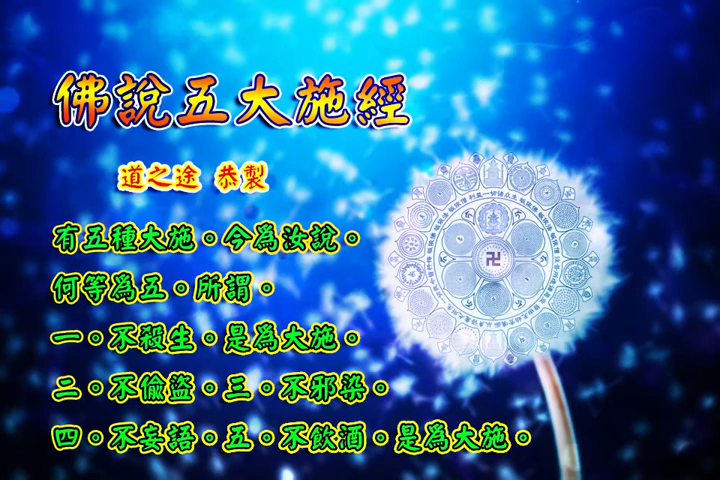 佛說五大施經
道之途 恭製
有五種大施。今為汝說。
何等為五。所謂。
一。不殺生。是為大施。
二。不偷盜。三。不邪染。
四。不妄語。五。不飲酒。是為大施。
卍